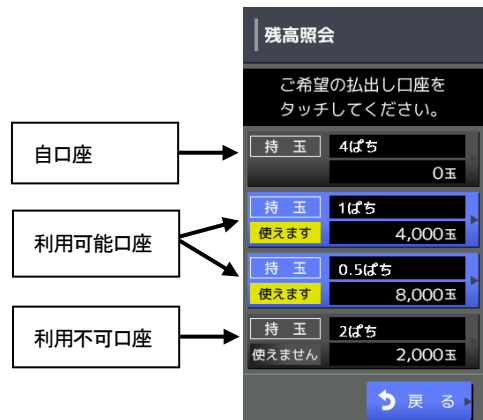 残高照会
ご希望の払出し口座を
タッチしてください。
自口座
持 玉 4ぱち
0玉
利用可能口座
持 玉 1ぱち
使えます 4,000玉
持 玉 0.5ぱち
使えます 8,000玉
利用不可口座
持 玉 2ぱち
使えません 2,000玉
戻 る